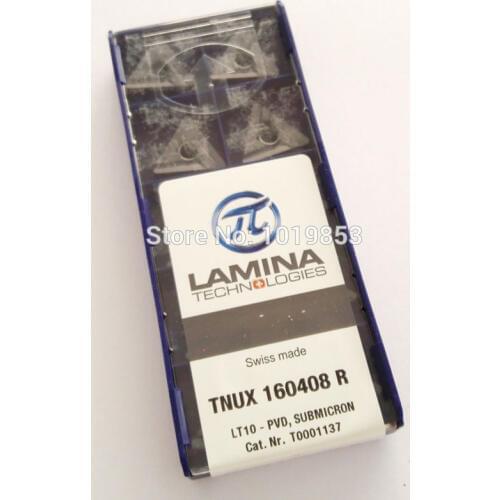 Store No: 1019853
LAMINA
TECHNOLOGIES
Swiss made
TNUX 160408 R
LT10 - PVD, SUBMICRON
Cat. Nr. T0001137